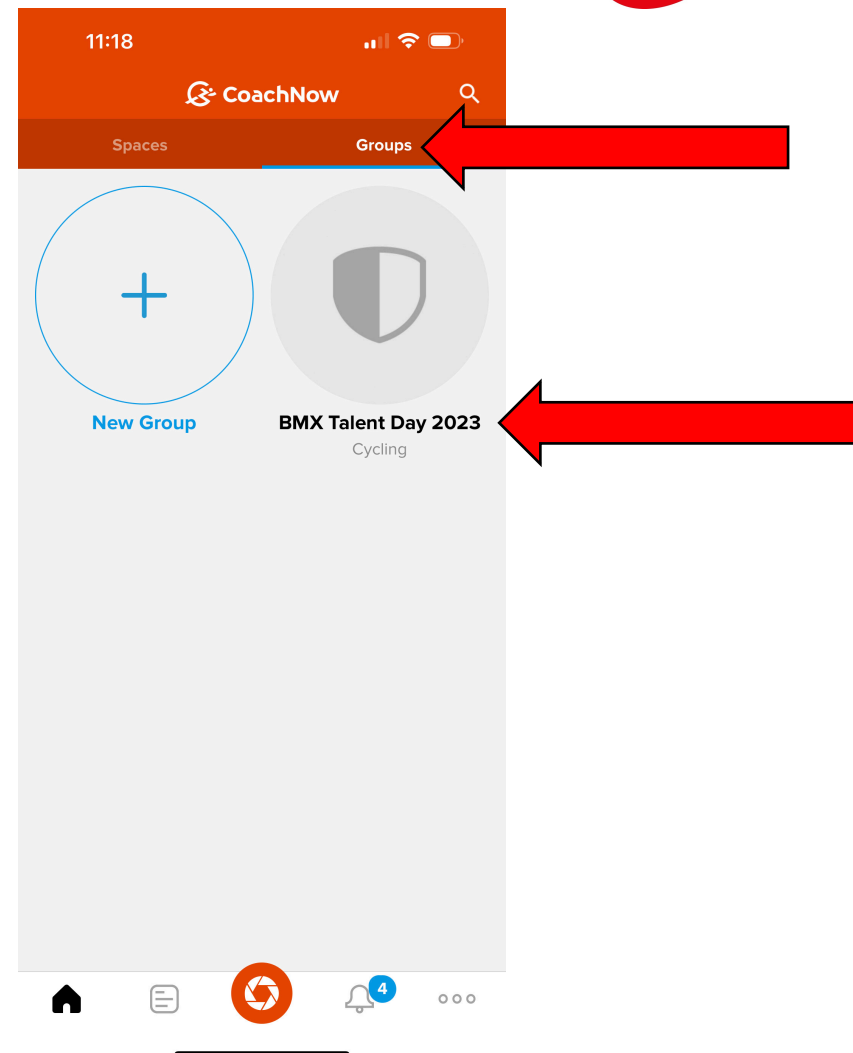 11:18
CoachNow
Spaces Groups
New Group BMX Talent Day 2023
Cycling
4